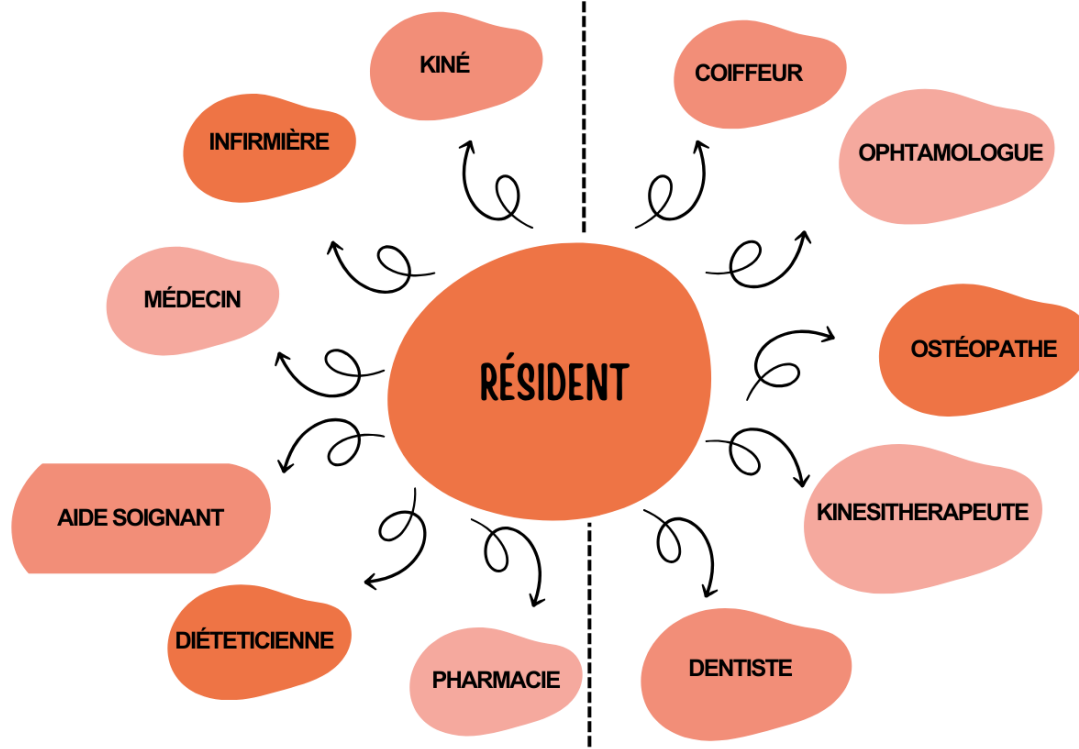 KINÉ
COIFFEUR
INFIRMIÈRE
OPHTAMOLOGUE
MÉDECIN
OSTÉOPATHE
RÉSIDENT
AIDE SOIGNANT
KINESITHERAPEUTE
DIÉTETICIENNE
PHARMACIE
DENTISTE